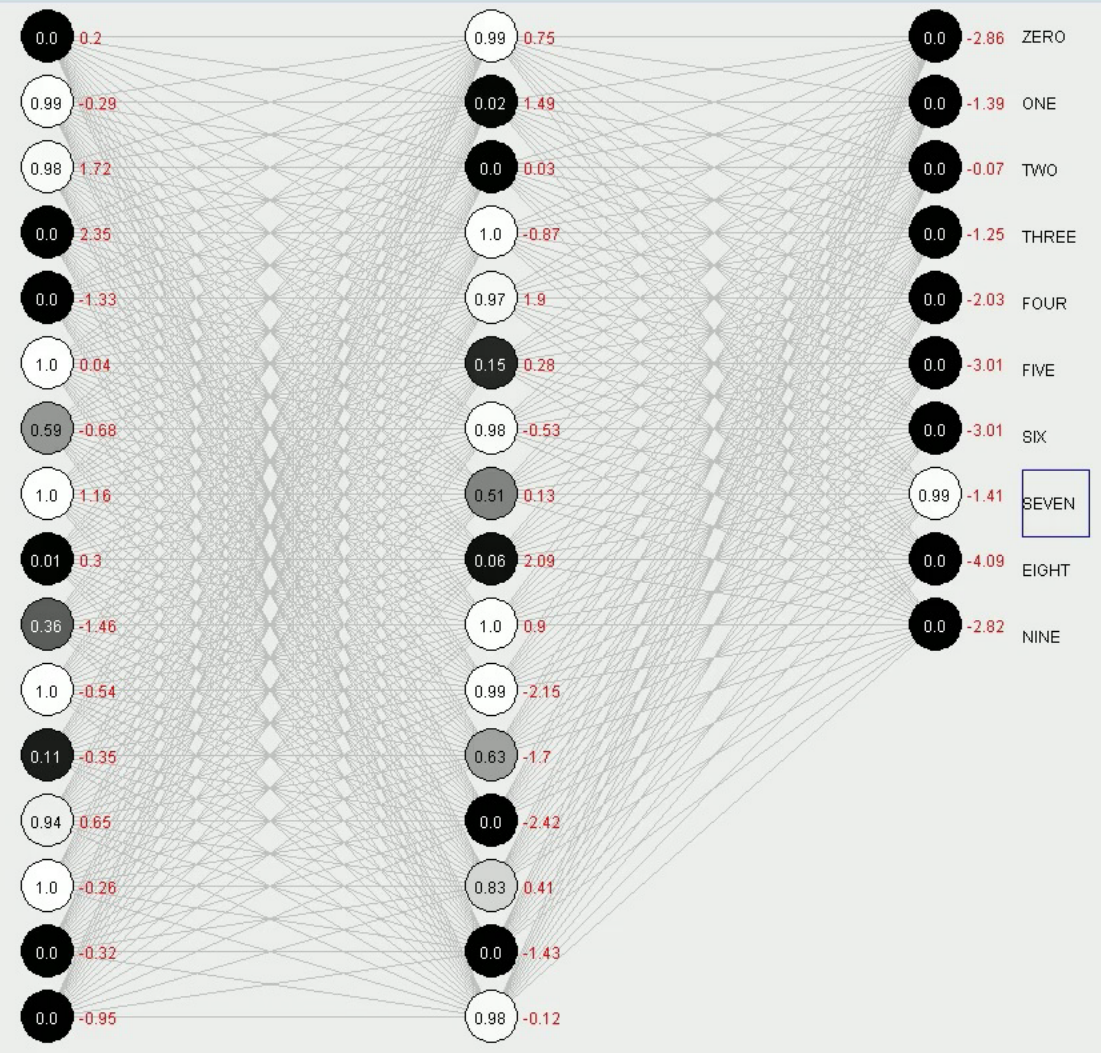 0.0 0.2 0.99 0.75 0.0 -2.86 ZERO
0.99 -0.29 0.02 1.49 0.0 -1.39 ONE
0.98 1.72 0.0 0.03 0.0 -0.07 TWO
0.0 2.35 1.0 -0.87 0.0 -1.25 THREE
0.0 -1.33 0.97 1.9 0.0 -2.03 FOUR
1.0 0.04 0.15 0.28 0.0 -3.01 FIVE
0.59 -0.68 0.98 -0.53 0.0 -3.01 SIX
1.0 1.16 0.51 0.13 0.99 -1.41 SEVEN
0.01 0.3 0.06 2.09 0.0 -4.09 EIGHT
0.36 -1.46 1.0 0.9 0.0 -2.82 NINE
1.0 -0.54 0.99 -2.15
0.11 -0.35 0.63 -1.7
0.94 0.65 0.0 -2.42
1.0 -0.26 0.83 0.41
0.0 -0.32 0.0 -1.43
0.0 -0.95 0.98 -0.12